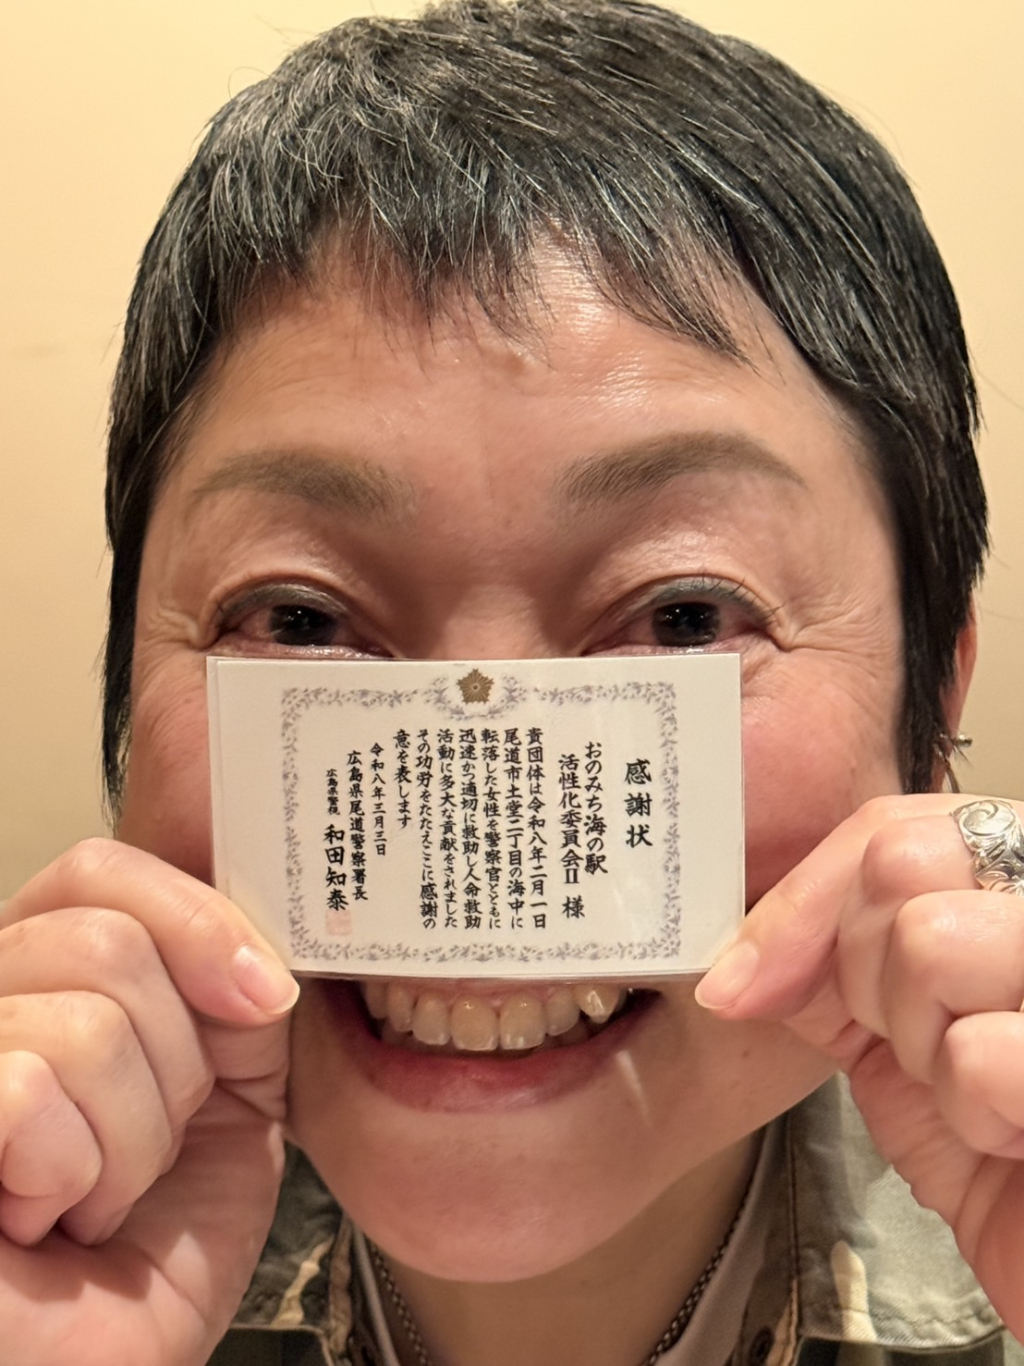 感謝状
おのみち海の駅
活性化委員会Ⅱ 様
貴団体は令和八年二月一日
尾道市土堂二丁目の海中に
転落した女性を警察官とともに
迅速かつ適切に救助し人命救助
活動に多大な貢献をされました
その功労をたたえここに感謝の
意を表します
令和八年三月三日
広島県尾道警察署長
広島県警視 和田知泰